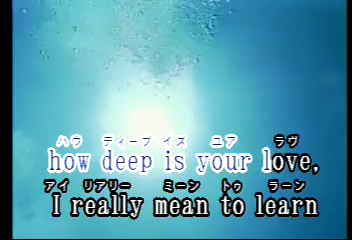 ハウ ディープ イズ ユア ラヴ
how deep is your love,
アイ リアリー ミーン トゥ ラーン
I really mean to learn